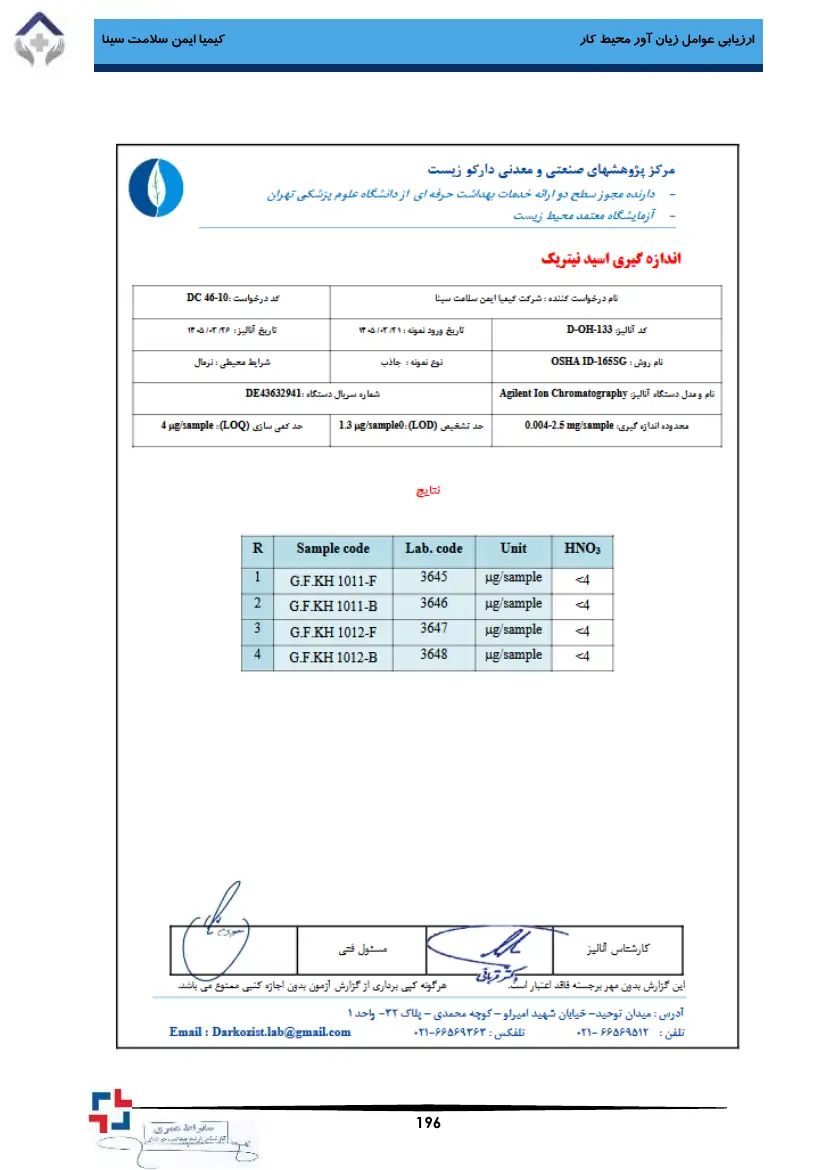 ارزیابی عوامل زیان آور محیط کار
کیمیا ایمن سلامت سینا
مرکز پژوهشهای صنعتی و معدنی دارکو زیست
- دارنده مجوز سطح دو ارائه خدمات بهداشت حرفه ای از دانشگاه علوم پزشکی تهران
- آزمایشگاه معتمد محیط زیست
اندازه گیری اسید نیتریک
نام درخواست کننده : شرکت کیمیا ایمن سلامت سینا
کد درخواست :DC 46-10
کد آنالیز: D-OH-133
تاریخ ورود نمونه : ۱۴۰۵/۰۲/۲۱
تاریخ آنالیز: ۱۴۰۵/۰۲/۲۶
نام روش : OSHA ID-165SG
نوع نمونه : جاذب
شرایط محیطی : نرمال
نام و مدل دستگاه آنالیز: Agilent Ion Chromatography
شماره سریال دستگاه :DE43632941
محدوده اندازه گیری: 0.004-2.5 mg/sample
حد تشخیص (LOD):1.3 µg/sample0
حد کمی سازی (LOQ): 4 µg/sample
نتایج
R Sample code Lab. code Unit HNO₃
1 G.F.KH 1011-F 3645 µg/sample <4
2 G.F.KH 1011-B 3646 µg/sample <4
3 G.F.KH 1012-F 3647 µg/sample <4
4 G.F.KH 1012-B 3648 µg/sample <4
کارشناس آنالیز
مسئول فنی
دکتر قربانی
این گزارش بدون مهر برجسته فاقد اعتبار است.
هرگونه کپی برداری از گزارش آزمون بدون اجازه کتبی ممنوع می باشد.
آدرس : میدان توحید- خیابان شهید امیرلو – کوچه محمدی – پلاک ۳۲- واحد ۱
تلفن : ۶۶۵۶۹۵۱۲ -۰۲۱
تلفکس : ۶۶۵۶۹۳۶۳-۰۲۱
Email : Darkozist.lab@gmail.com
196